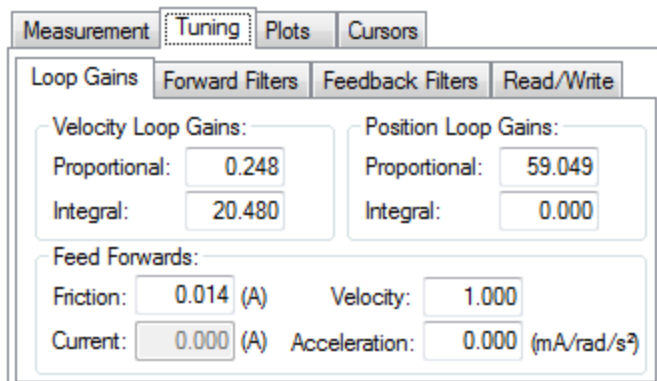 Measurement Tuning Plots Cursors
Loop Gains Forward Filters Feedback Filters Read/Write
Velocity Loop Gains: Position Loop Gains:
Proportional: 0.248 Proportional: 59.049
Integral: 20.480 Integral: 0.000
Feed Forwards:
Friction: 0.014 (A) Velocity: 1.000
Current: 0.000 (A) Acceleration: 0.000 (mA/rad/s²)